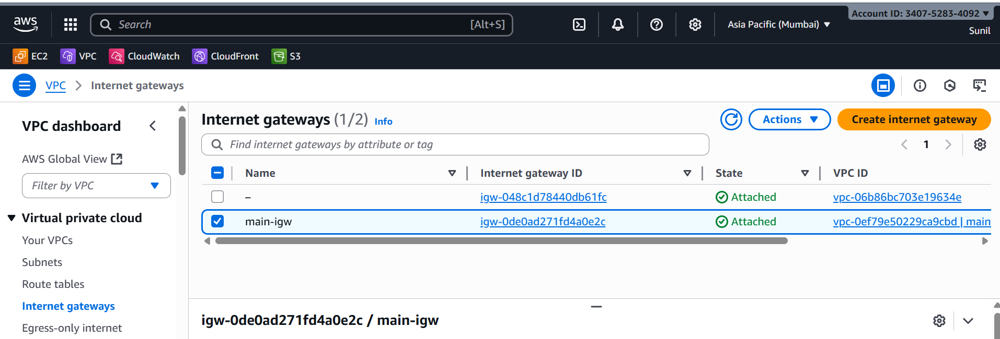 aws
Search [Alt+S]
Asia Pacific (Mumbai)
Account ID: 3407-5283-4092
Sunil
EC2 VPC CloudWatch CloudFront S3
VPC Internet gateways
VPC dashboard
AWS Global View
Filter by VPC
Virtual private cloud
Your VPCs
Subnets
Route tables
Internet gateways
Egress-only internet
Internet gateways (1/2) Info
Actions
Create internet gateway
Find internet gateways by attribute or tag
1
Name Internet gateway ID State VPC ID
– igw-048c1d78440db61fc Attached vpc-06b86bc703e19634e
main-igw igw-0de0ad271fd4a0e2c Attached vpc-0ef79e50229ca9cbd | main
igw-0de0ad271fd4a0e2c / main-igw